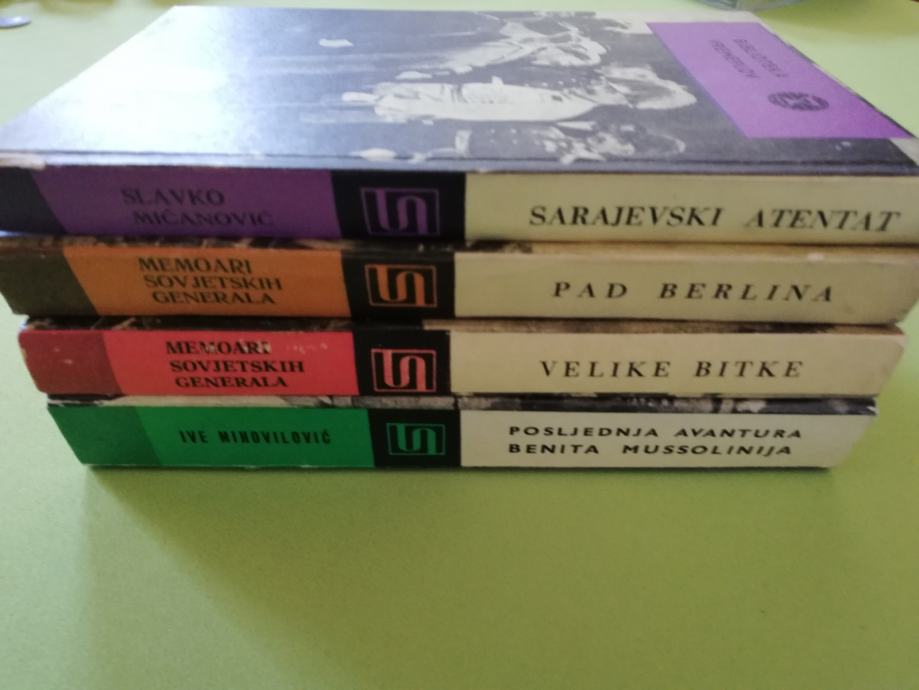 BIBLIOTEKA
SLAVKO
MIĆANOVIĆ
SARAJEVSKI ATENTAT
MEMOARI
SOVJETSKIH
GENERALA
PAD BERLINA
MEMOARI
SOVJETSKIH
GENERALA
VELIKE BITKE
IVE MIHOVILOVIĆ
POSLJEDNJA AVANTURA
BENITA MUSSOLINIJA